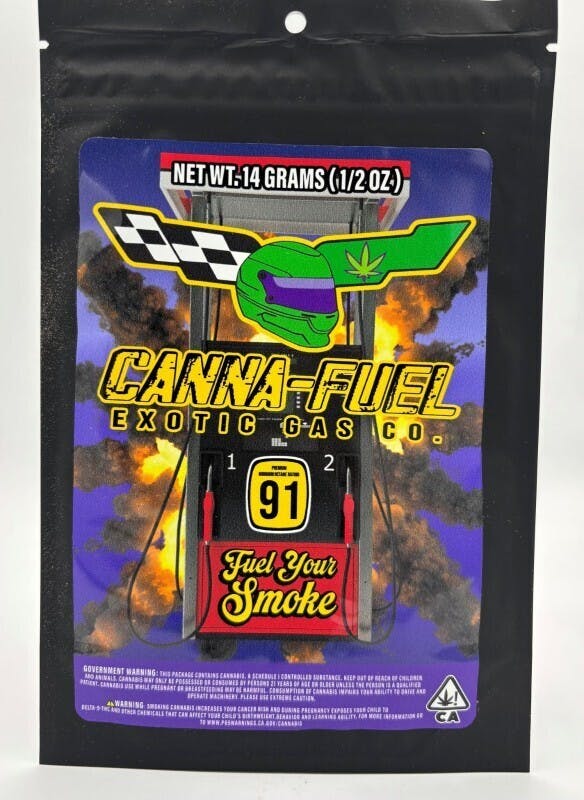 NET WT. 14 GRAMS (1/2 OZ)
CANNA-FUEL
EXOTIC GAS CO.
1 2
PREMIUM
MINIMUM OCTANE RATING
91
Fuel Your
Smoke
GOVERNMENT WARNING: THIS PACKAGE CONTAINS CANNABIS, A SCHEDULE I CONTROLLED SUBSTANCE. KEEP OUT OF REACH OF CHILDREN
AND ANIMALS. CANNABIS MAY ONLY BE POSSESSED OR CONSUMED BY PERSONS 21 YEARS OF AGE OR OLDER UNLESS THE PERSON IS A QUALIFIED
PATIENT. CANNABIS USE WHILE PREGNANT OR BREASTFEEDING MAY BE HARMFUL. CONSUMPTION OF CANNABIS IMPAIRS YOUR ABILITY TO DRIVE AND
OPERATE MACHINERY. PLEASE USE EXTREME CAUTION.
WARNING: SMOKING CANNABIS INCREASES YOUR CANCER RISK AND DURING PREGNANCY EXPOSES YOUR CHILD TO
DELTA-9-THC AND OTHER CHEMICALS THAT CAN AFFECT YOUR CHILD'S BIRTHWEIGHT, BEHAVIOR AND LEARNING ABILITY. FOR MORE INFORMATION GO
TO WWW.P65WARNINGS.CA.GOV/CANNABIS
CA